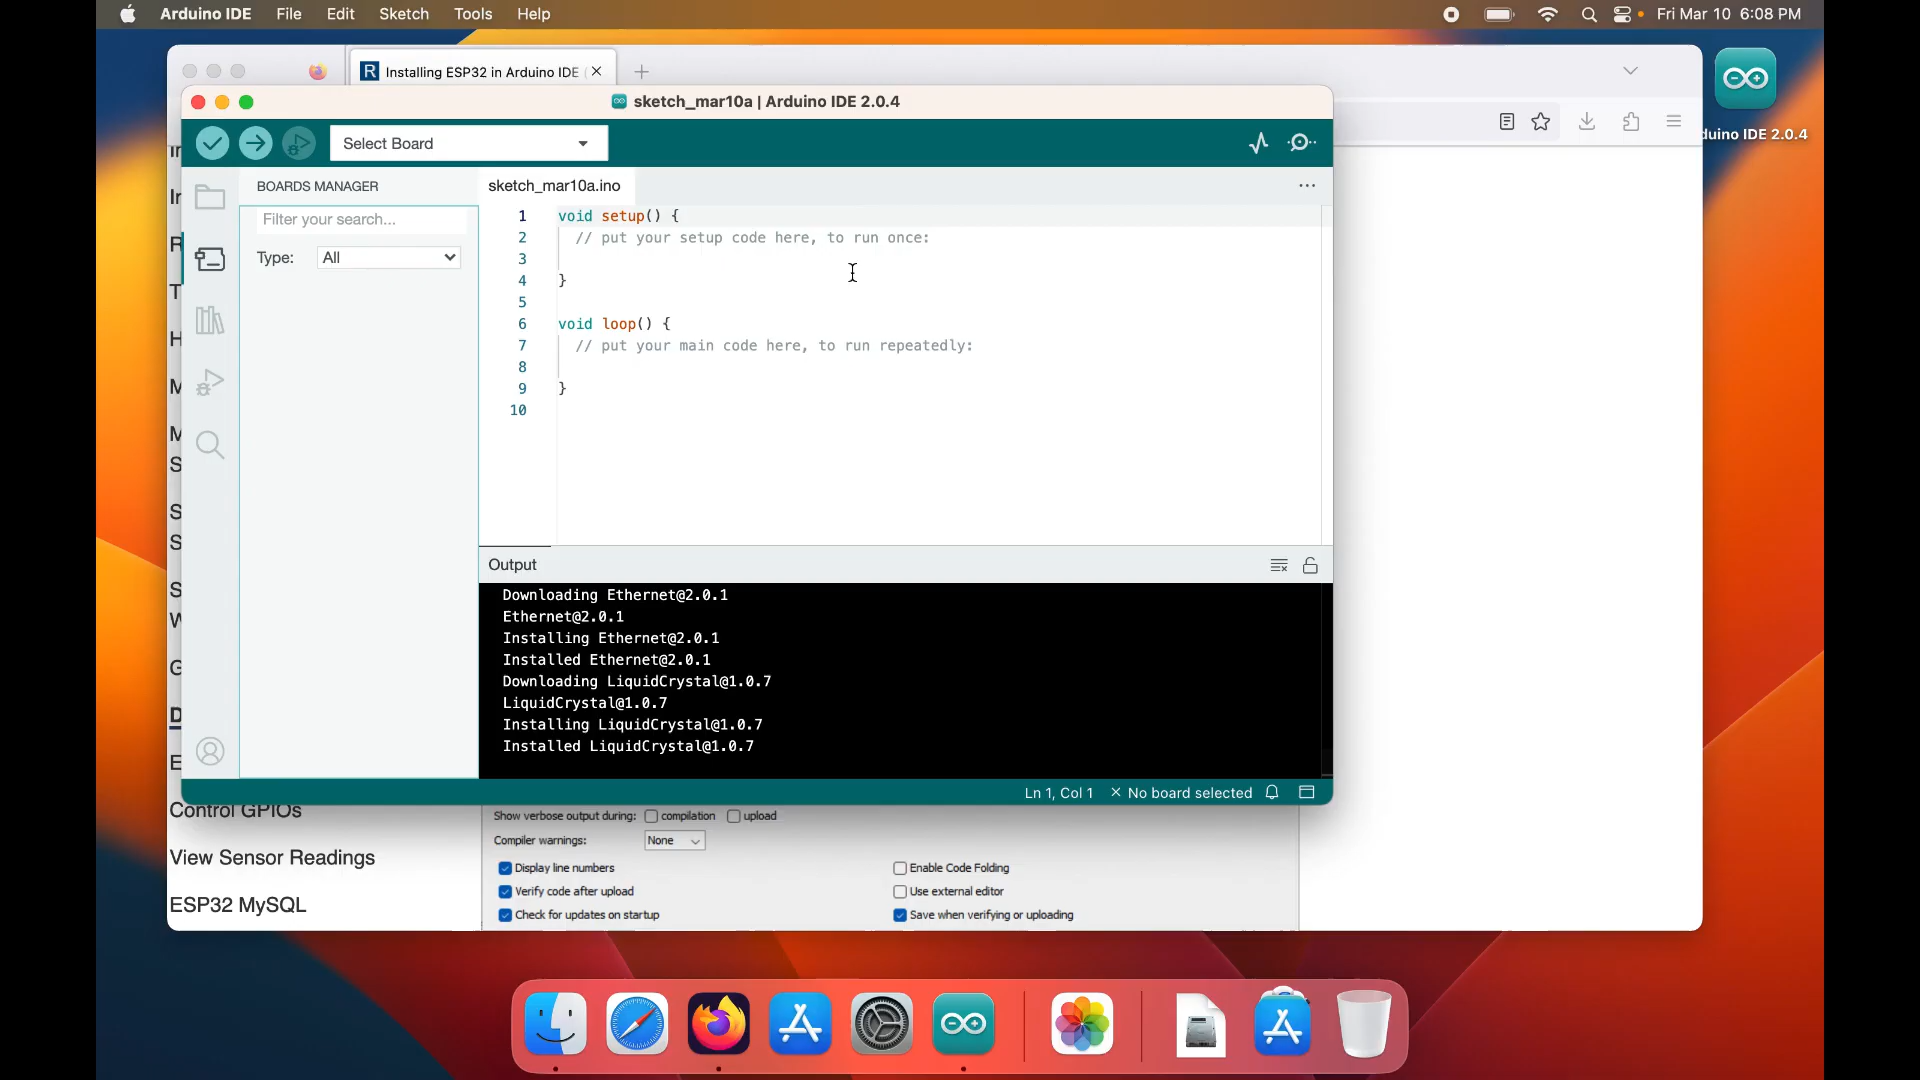 Arduino IDE File Edit Sketch Tools Help Fri Mar 10 6:08 PM
R Installing ESP32 in Arduino IDE (
duino IDE 2.0.4
sketch_mar10a | Arduino IDE 2.0.4
Select Board
BOARDS MANAGER
Filter your search...
Type: All
sketch_mar10a.ino
1 void setup() {
2 // put your setup code here, to run once:
3
4 }
5
6 void loop() {
7 // put your main code here, to run repeatedly:
8
9 }
10
Output
Downloading Ethernet@2.0.1
Ethernet@2.0.1
Installing Ethernet@2.0.1
Installed Ethernet@2.0.1
Downloading LiquidCrystal@1.0.7
LiquidCrystal@1.0.7
Installing LiquidCrystal@1.0.7
Installed LiquidCrystal@1.0.7
Ln 1, Col 1 × No board selected
Control GPIOs
View Sensor Readings
ESP32 MySQL
Show verbose output during: compilation upload
Compiler warnings: None
Display line numbers Enable Code Folding
Verify code after upload Use external editor
Check for updates on startup Save when verifying or uploading